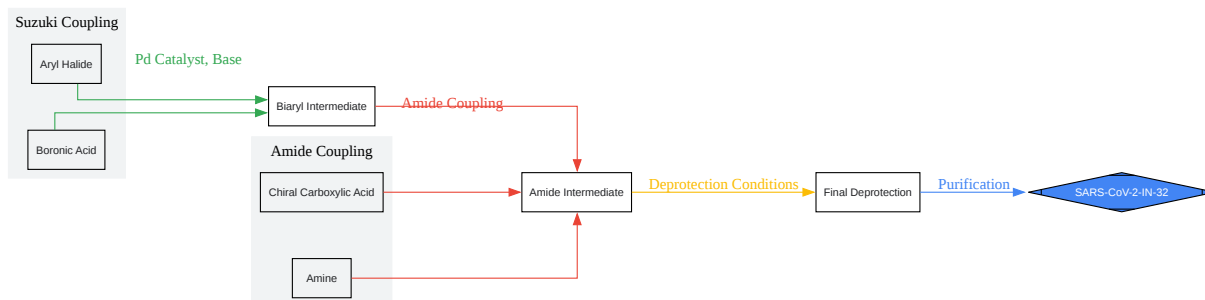 Suzuki Coupling
Aryl Halide
Pd Catalyst, Base
Boronic Acid
Biaryl Intermediate
Amide Coupling
Amide Coupling
Chiral Carboxylic Acid
Amine
Amide Intermediate
Deprotection Conditions
Final Deprotection
Purification
SARS-CoV-2-IN-32